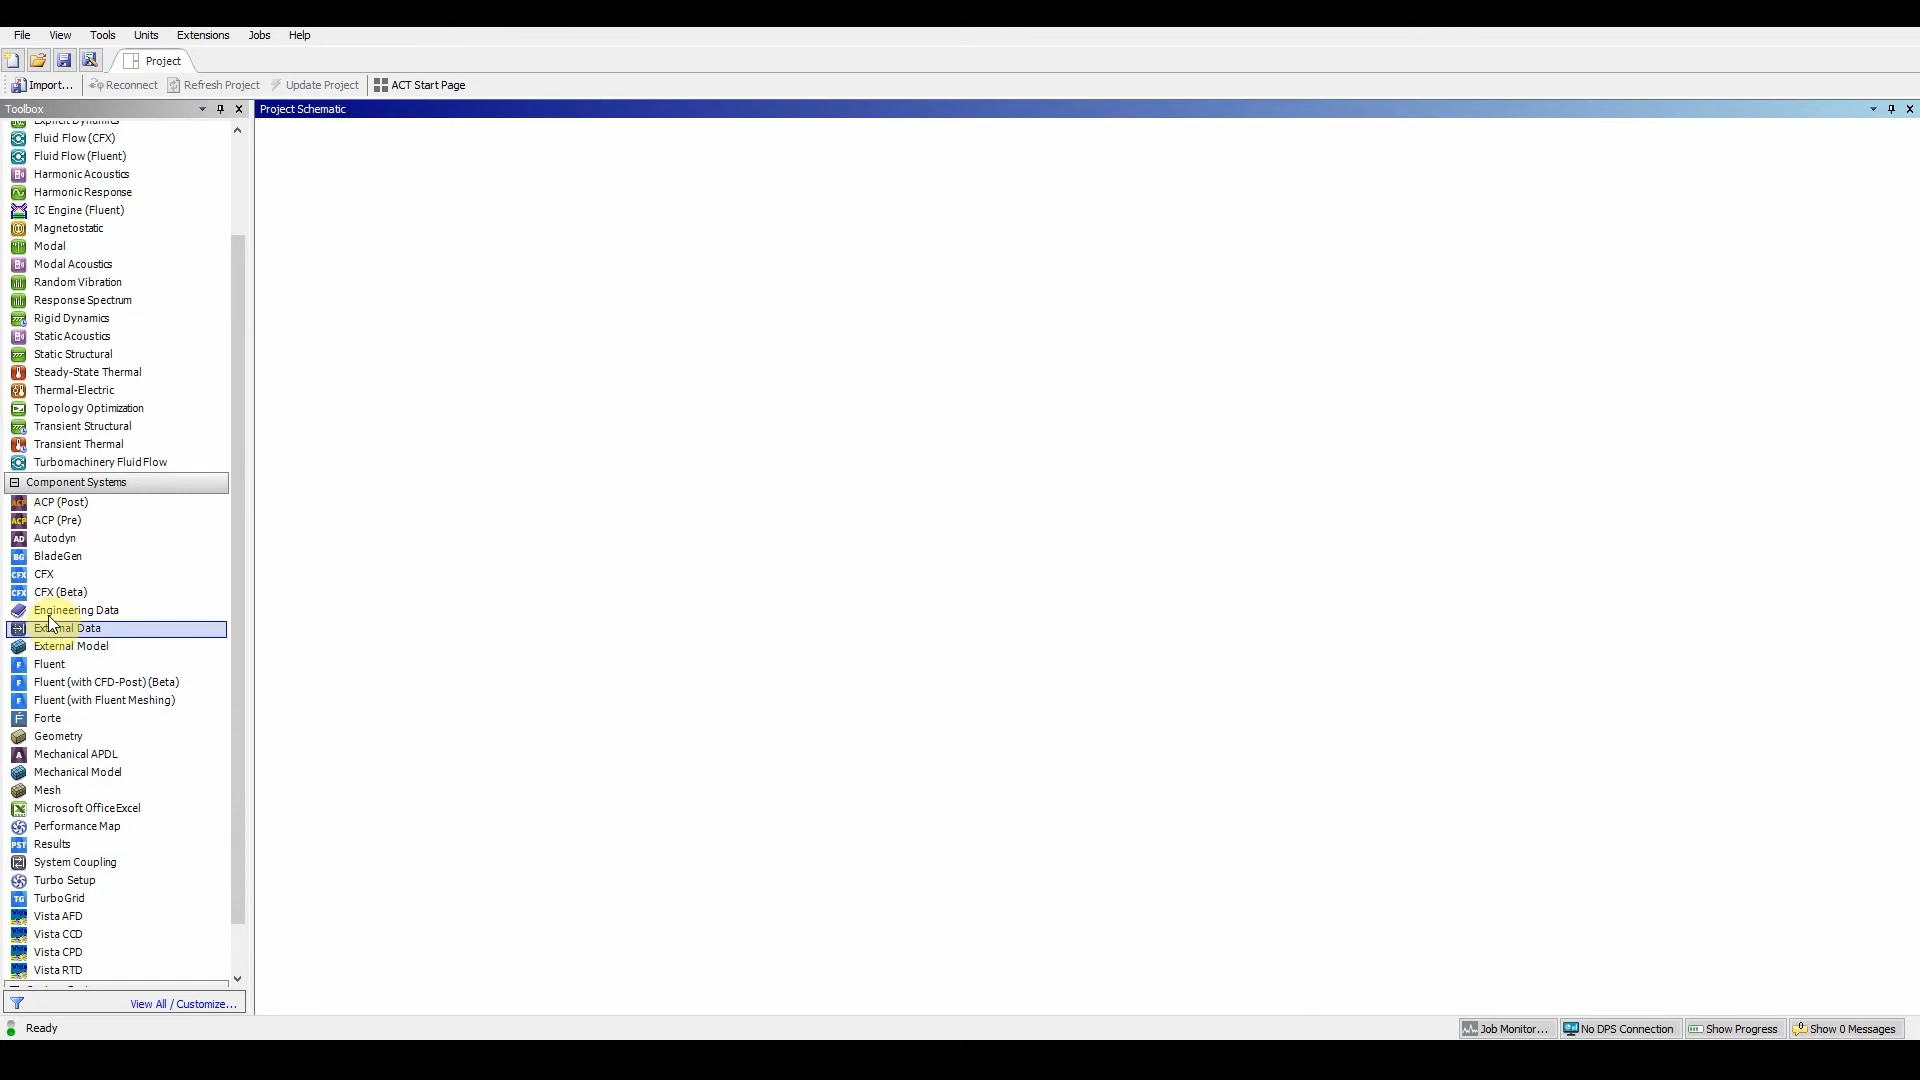 File View Tools Units Extensions Jobs Help
Project
Import... Reconnect Refresh Project Update Project ACT Start Page
Toolbox
Project Schematic
Explicit Dynamics
Fluid Flow (CFX)
Fluid Flow (Fluent)
Harmonic Acoustics
Harmonic Response
IC Engine (Fluent)
Magnetostatic
Modal
Modal Acoustics
Random Vibration
Response Spectrum
Rigid Dynamics
Static Acoustics
Static Structural
Steady-State Thermal
Thermal-Electric
Topology Optimization
Transient Structural
Transient Thermal
Turbomachinery Fluid Flow
Component Systems
ACP (Post)
ACP (Pre)
Autodyn
BladeGen
CFX
CFX (Beta)
Engineering Data
External Data
External Model
Fluent
Fluent (with CFD-Post) (Beta)
Fluent (with Fluent Meshing)
Forte
Geometry
Mechanical APDL
Mechanical Model
Mesh
Microsoft Office Excel
Performance Map
Results
System Coupling
Turbo Setup
TurboGrid
Vista AFD
Vista CCD
Vista CPD
Vista RTD
View All / Customize...
Ready
Job Monitor... No DPS Connection Show Progress Show 0 Messages